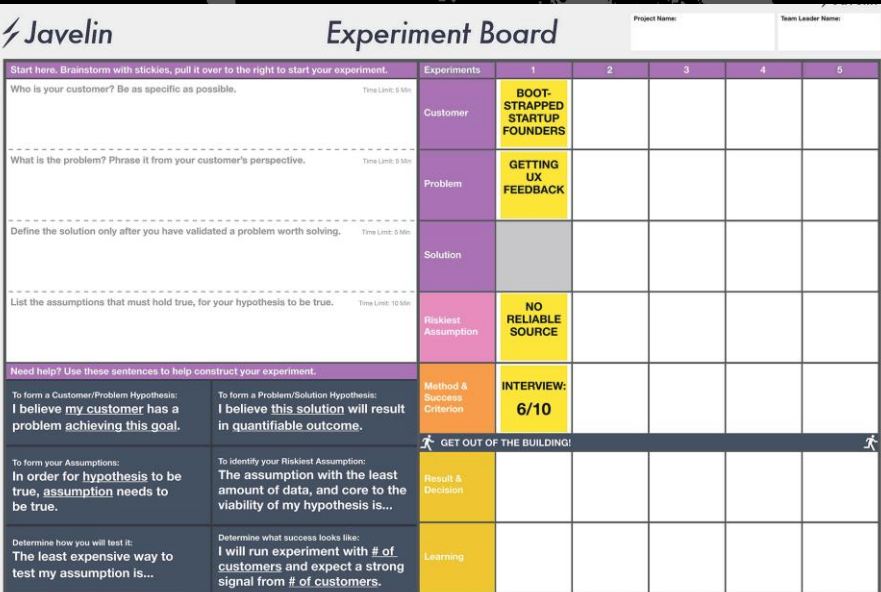 Javelin
Experiment Board
Project Name:
Team Leader Name:
Start here. Brainstorm with stickies, pull it over to the right to start your experiment.
Experiments 1 2 3 4 5
Who is your customer? Be as specific as possible.
Time Limit: 5 Min
Customer
BOOT-
STRAPPED
STARTUP
FOUNDERS
What is the problem? Phrase it from your customer's perspective.
Time Limit: 5 Min
Problem
GETTING
UX
FEEDBACK
Define the solution only after you have validated a problem worth solving.
Time Limit: 5 Min
Solution
List the assumptions that must hold true, for your hypothesis to be true.
Time Limit: 10 Min
Riskiest
Assumption
NO
RELIABLE
SOURCE
Need help? Use these sentences to help construct your experiment.
To form a Customer/Problem Hypothesis:
I believe my customer has a
problem achieving this goal.
To form a Problem/Solution Hypothesis:
I believe this solution will result
in quantifiable outcome.
Method &
Success
Criterion
INTERVIEW:
6/10
GET OUT OF THE BUILDING!
To form your Assumptions:
In order for hypothesis to be
true, assumption needs to
be true.
To identify your Riskiest Assumption:
The assumption with the least
amount of data, and core to the
viability of my hypothesis is...
Result &
Decision
Determine how you will test it:
The least expensive way to
test my assumption is...
Determine what success looks like:
I will run experiment with # of
customers and expect a strong
signal from # of customers.
Learning